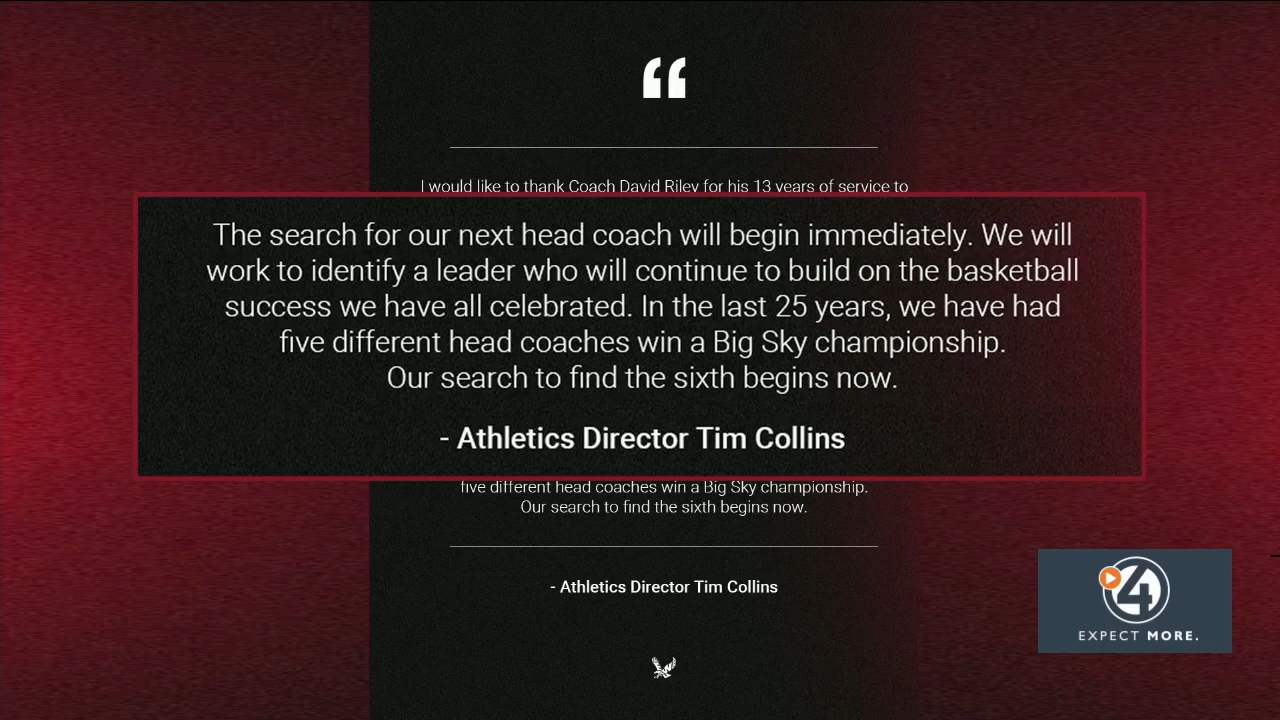 “
I would like to thank Coach David Riley for his 13 years of service to
The search for our next head coach will begin immediately. We will
work to identify a leader who will continue to build on the basketball
success we have all celebrated. In the last 25 years, we have had
five different head coaches win a Big Sky championship.
Our search to find the sixth begins now.
- Athletics Director Tim Collins
five different head coaches win a Big Sky championship.
Our search to find the sixth begins now.
- Athletics Director Tim Collins
4
EXPECT MORE.